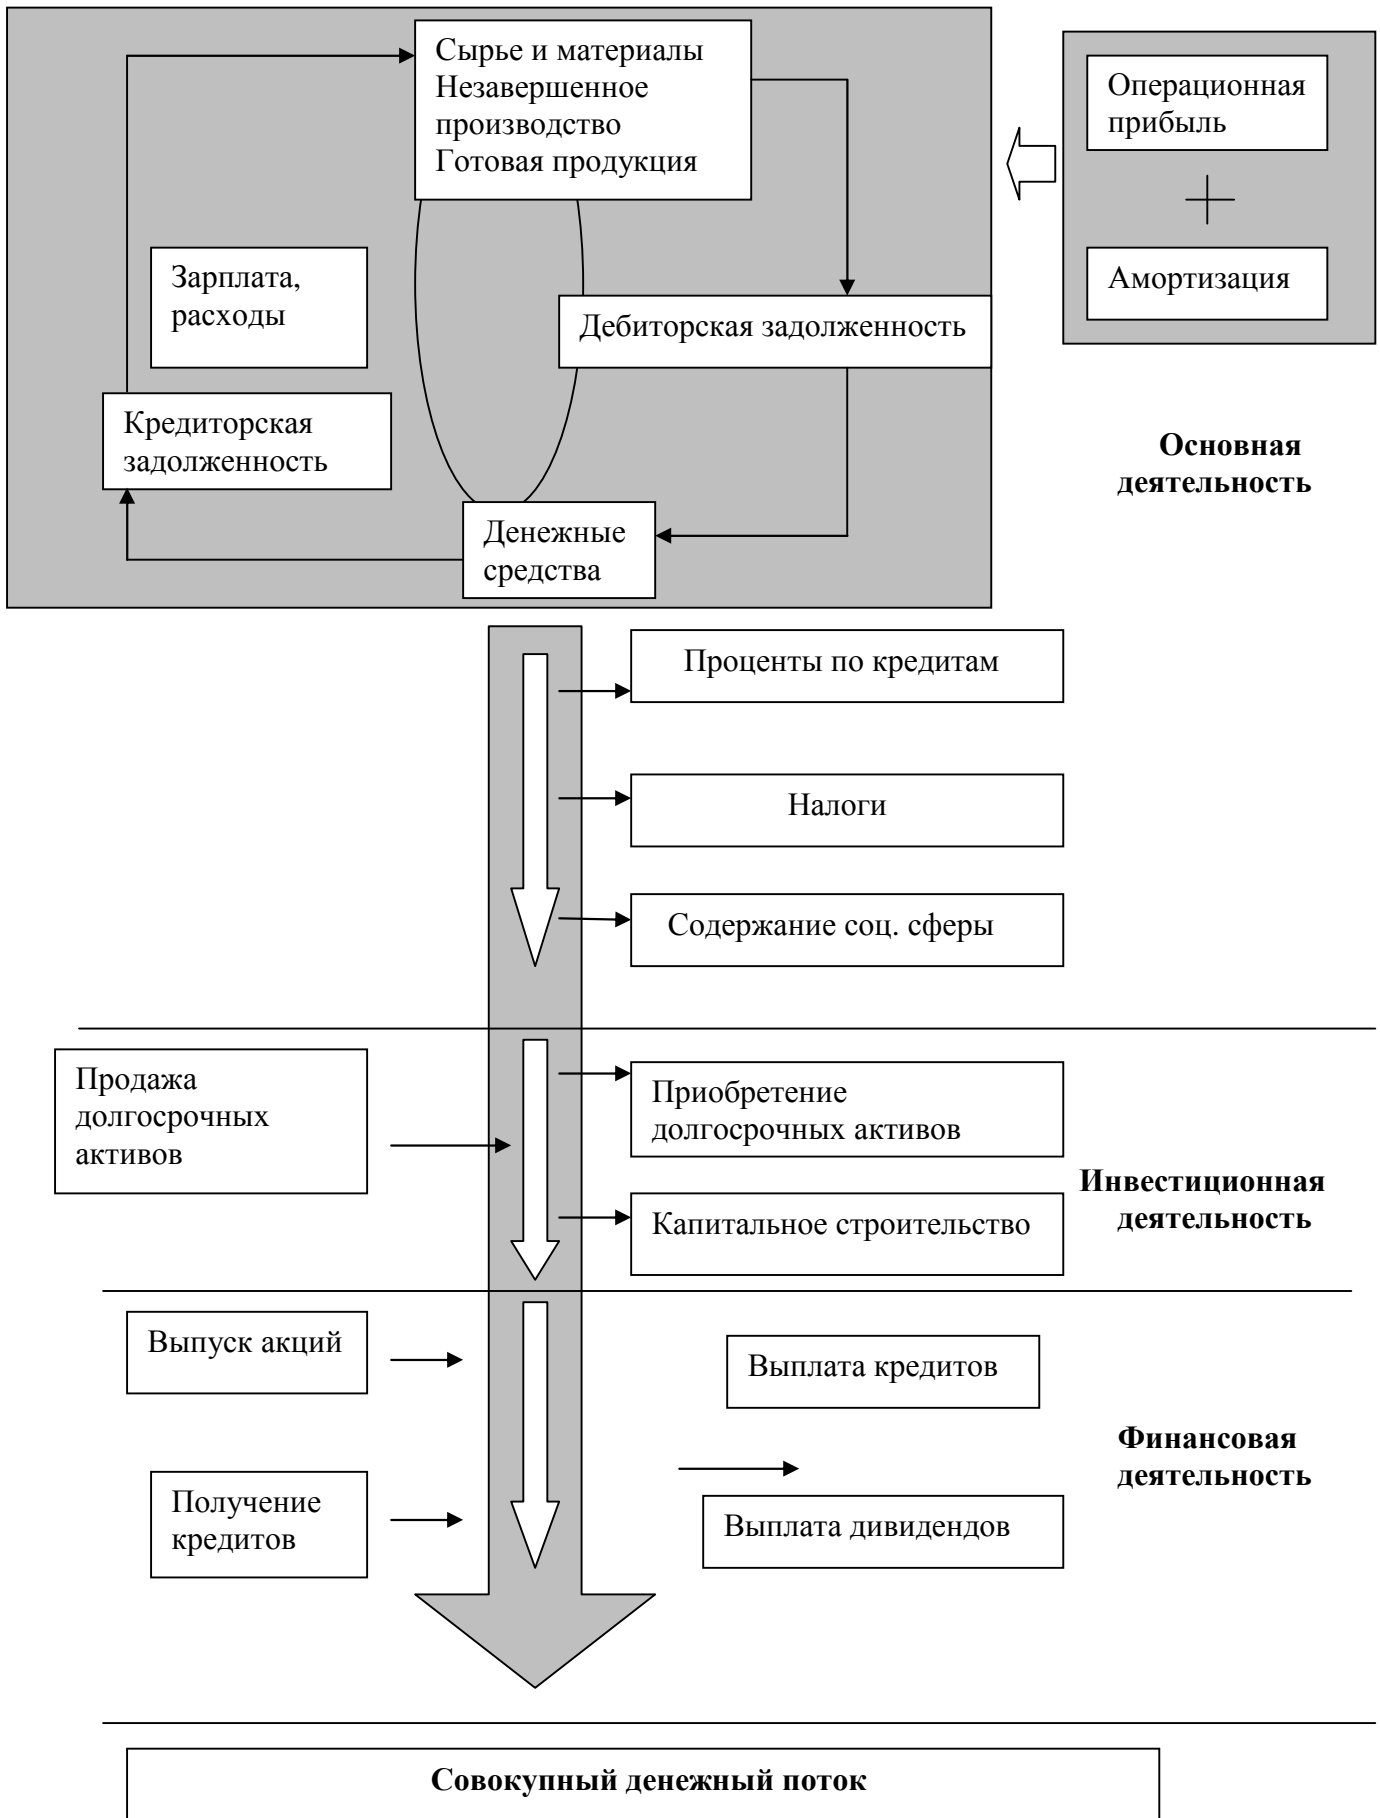 Сырье и материалы
Незавершенное
производство
Готовая продукция
Операционная
прибыль
Амортизация
Зарплата,
расходы
Дебиторская задолженность
Кредиторская
задолженность
Основная
деятельность
Денежные
средства
Проценты по кредитам
Налоги
Содержание соц. сферы
Продажа
долгосрочных
активов
Приобретение
долгосрочных активов
Капитальное строительство
Инвестиционная
деятельность
Выпуск акций
Выплата кредитов
Финансовая
деятельность
Получение
кредитов
Выплата дивидендов
Совокупный денежный поток